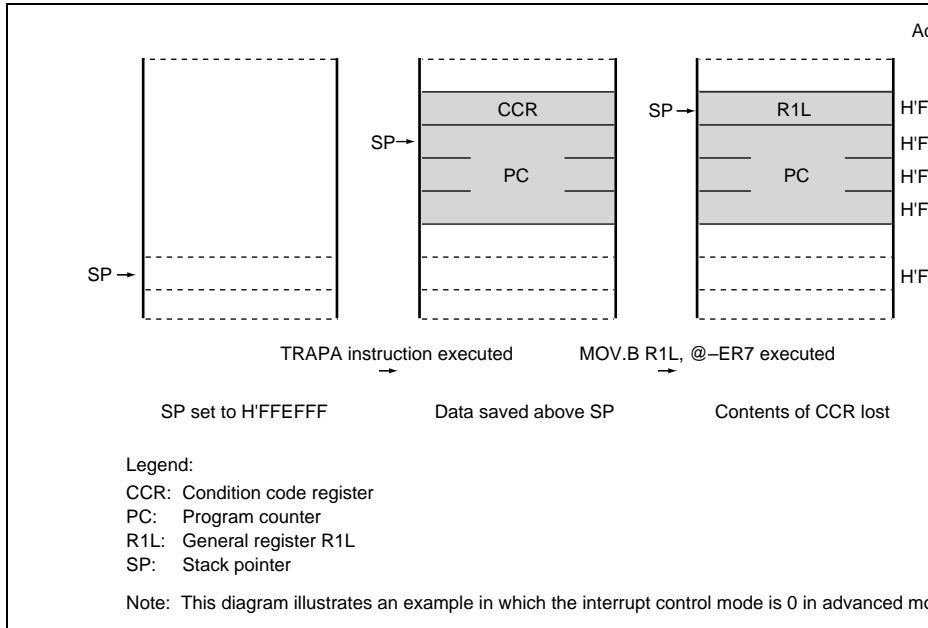 Ad
CCR
SP
R1L
H'F
SP
H'F
PC
PC
H'F
H'F
SP
H'F
TRAPA instruction executed
MOV.B R1L, @–ER7 executed
SP set to H'FFEFFF
Data saved above SP
Contents of CCR lost
Legend:
CCR: Condition code register
PC: Program counter
R1L: General register R1L
SP: Stack pointer
Note: This diagram illustrates an example in which the interrupt control mode is 0 in advanced mo